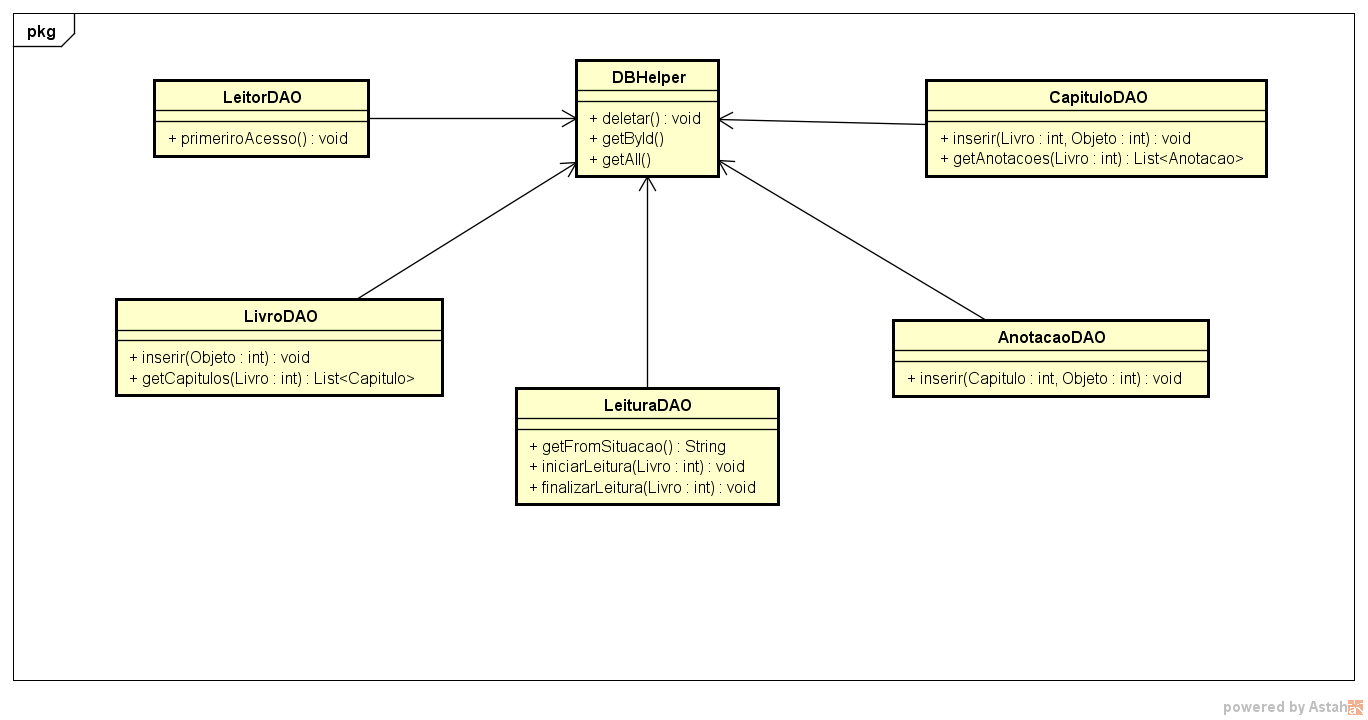 pkg
LeitorDAO
+ primeriroAcesso() : void
DBHelper
+ deletar() : void
+ getById()
+ getAll()
CapituloDAO
+ inserir(Livro : int, Objeto : int) : void
+ getAnotacoes(Livro : int) : List<Anotacao>
LivroDAO
+ inserir(Objeto : int) : void
+ getCapitulos(Livro : int) : List<Capitulo>
LeituraDAO
+ getFromSituacao() : String
+ iniciarLeitura(Livro : int) : void
+ finalizarLeitura(Livro : int) : void
AnotacaoDAO
+ inserir(Capitulo : int, Objeto : int) : void
powered by Astah